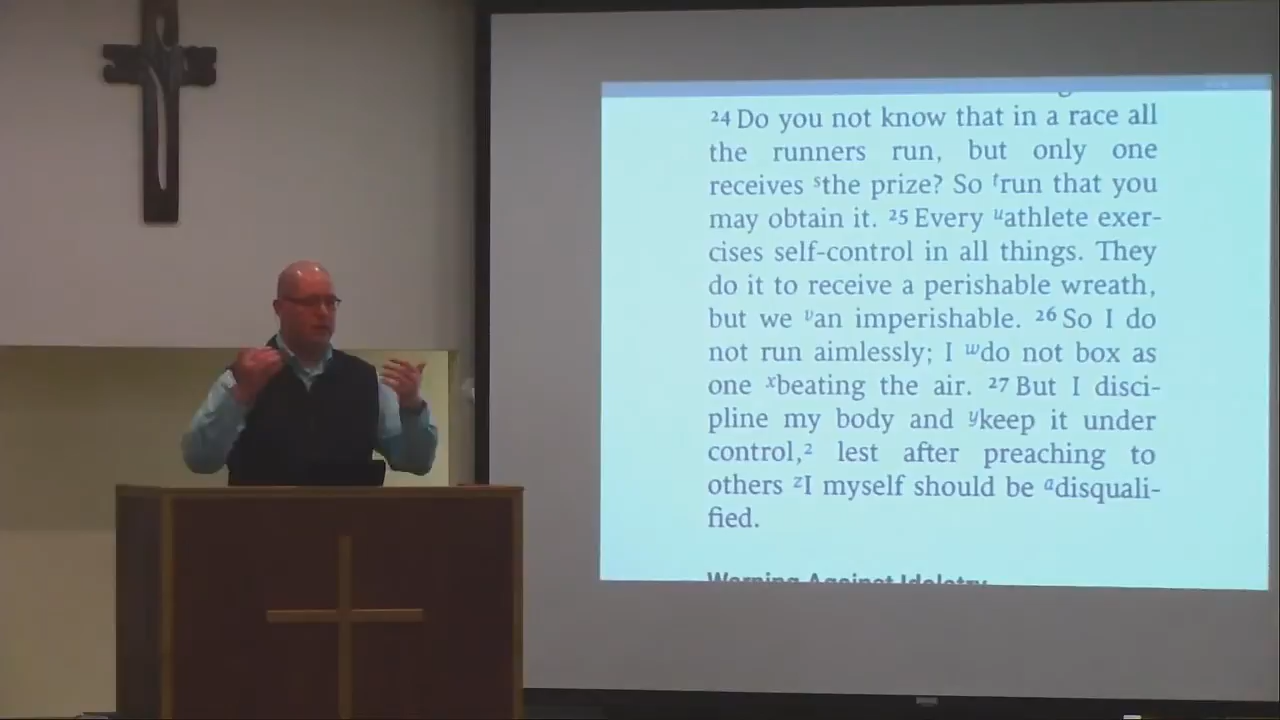 24 Do you not know that in a race all
the runners run, but only one
receives sthe prize? So trun that you
may obtain it. 25 Every uathlete exer-
cises self-control in all things. They
do it to receive a perishable wreath,
but we van imperishable. 26 So I do
not run aimlessly; I wdo not box as
one xbeating the air. 27 But I disci-
pline my body and ykeep it under
control,2 lest after preaching to
others zI myself should be adisquali-
fied.
Warning Against Idolatry